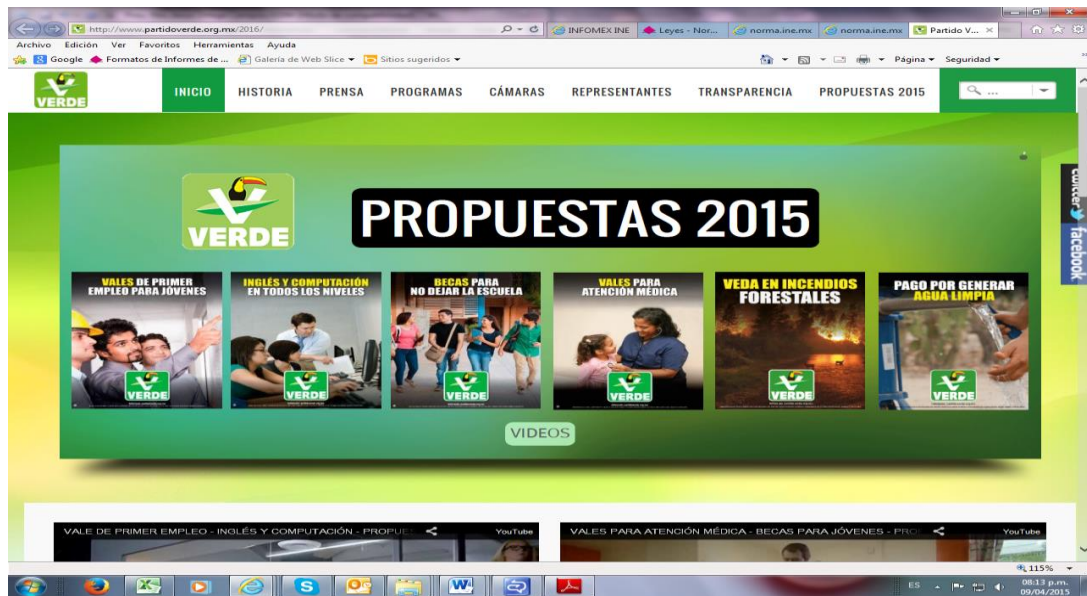 http://www.partidoverde.org.mx/2016/
INFOMEX INE
Leyes - Nor...
norma.ine.mx
norma.ine.mx
Partido V...
Archivo Edición Ver Favoritos Herramientas Ayuda
Google Formatos de Informes de ... Galería de Web Slice Sitios sugeridos Página Seguridad
VERDE
INICIO HISTORIA PRENSA PROGRAMAS CÁMARAS REPRESENTANTES TRANSPARENCIA PROPUESTAS 2015 ...
twitter facebook
VERDE
PROPUESTAS 2015
VALES DE PRIMER
EMPLEO PARA JÓVENES
VERDE
INGLÉS Y COMPUTACIÓN
EN TODOS LOS NIVELES
VERDE
BECAS PARA
NO DEJAR LA ESCUELA
VERDE
VALES PARA
ATENCIÓN MÉDICA
VERDE
VEDA EN INCENDIOS
FORESTALES
VERDE
PAGO POR GENERAR
AGUA LIMPIA
VERDE
VIDEOS
VALE DE PRIMER EMPLEO - INGLÉS Y COMPUTACIÓN - PROPUE YouTube
VALES PARA ATENCIÓN MÉDICA - BECAS PARA JÓVENES - PRO YouTube
115%
ES
08:13 p.m.
09/04/2015